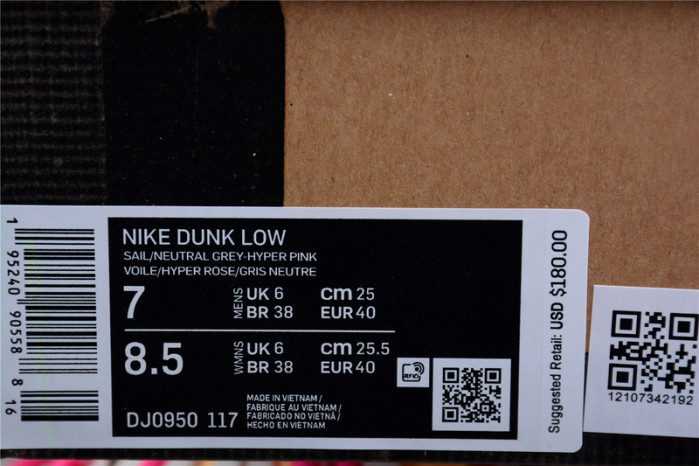 1
95240
90558
8
16
NIKE DUNK LOW
SAIL/NEUTRAL GREY-HYPER PINK
VOILE/HYPER ROSE/GRIS NEUTRE
7 MENS UK 6 cm 25
BR 38 EUR 40
8.5 WMNS UK 6 cm 25.5
BR 38 EUR 40
RFID
DJ0950 117
MADE IN VIETNAM/
FABRIQUE AU VIETNAM/
FABRICADO NO VIETNÃ/
HECHO EN VIETNAM
Suggested Retail: USD $180.00
12107342192